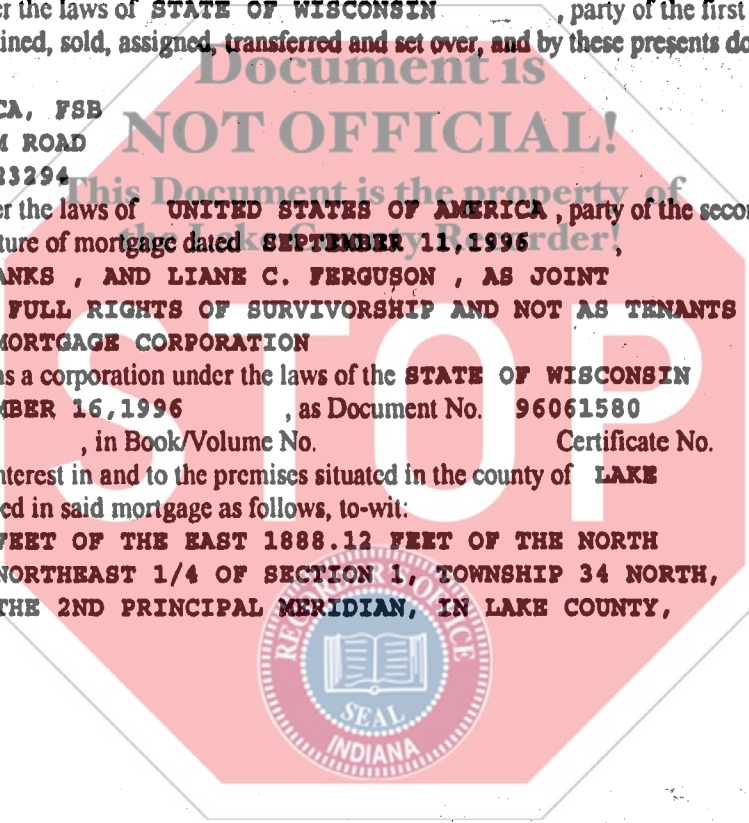 er the laws of STATE OF WISCONSIN , party of the first
ined, sold, assigned, transferred and set over, and by these presents do
Document is
CA, FSB
NOT OFFICIAL!
M ROAD
23294
This Document is the property of
er the laws of UNITED STATES OF AMERICA , party of the secon
the Lake County Recorder!
ture of mortgage dated SEPTEMBER 11,1996 ,
ANKS , AND LIANE C. FERGUSON , AS JOINT
FULL RIGHTS OF SURVIVORSHIP AND NOT AS TENANTS
MORTGAGE CORPORATION
as a corporation under the laws of the STATE OF WISCONSIN
MBER 16,1996 , as Document No. 96061580
, in Book/Volume No. Certificate No.
nterest in and to the premises situated in the county of LAKE
ed in said mortgage as follows, to-wit:
FEET OF THE EAST 1888.12 FEET OF THE NORTH
NORTHEAST 1/4 OF SECTION 1, TOWNSHIP 34 NORTH,
THE 2ND PRINCIPAL MERIDIAN, IN LAKE COUNTY,
STOP
RECORDER'S OFFICE
SEAL
INDIANA